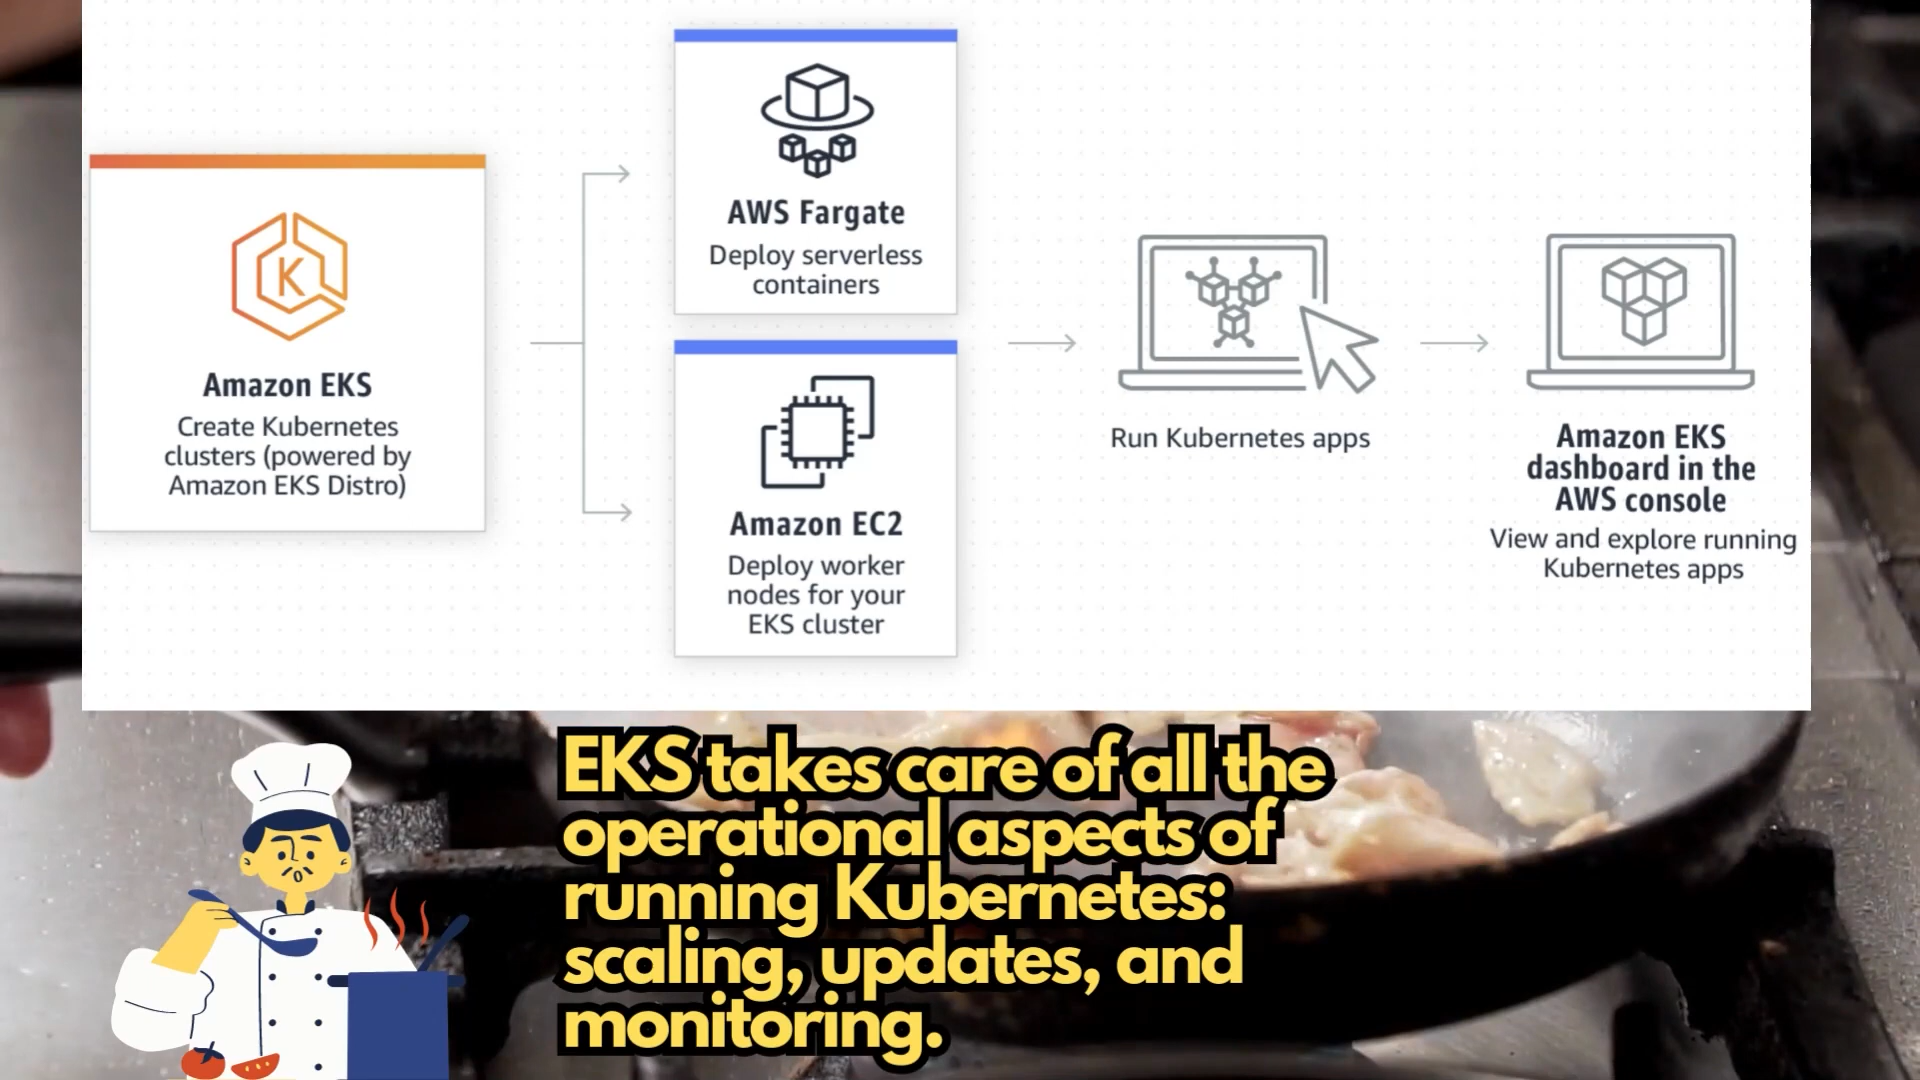 K
Amazon EKS
Create Kubernetes
clusters (powered by
Amazon EKS Distro)
AWS Fargate
Deploy serverless
containers
Amazon EC2
Deploy worker
nodes for your
EKS cluster
Run Kubernetes apps
Amazon EKS
dashboard in the
AWS console
View and explore running
Kubernetes apps
EKS takes care of all the
operational aspects of
running Kubernetes:
scaling, updates, and
monitoring.